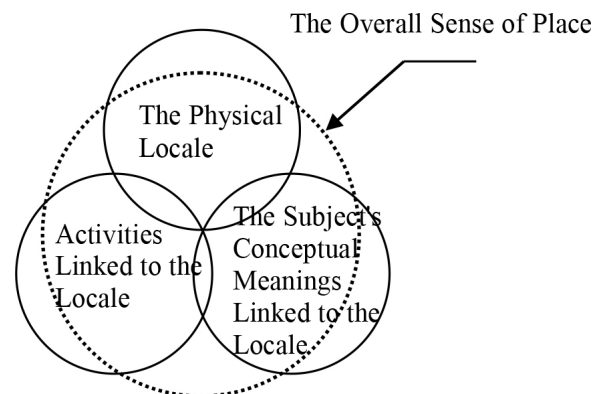 The Overall Sense of Place
The Physical
Locale
Activities
Linked to the
Locale
The Subject's
Conceptual
Meanings
Linked to the
Locale